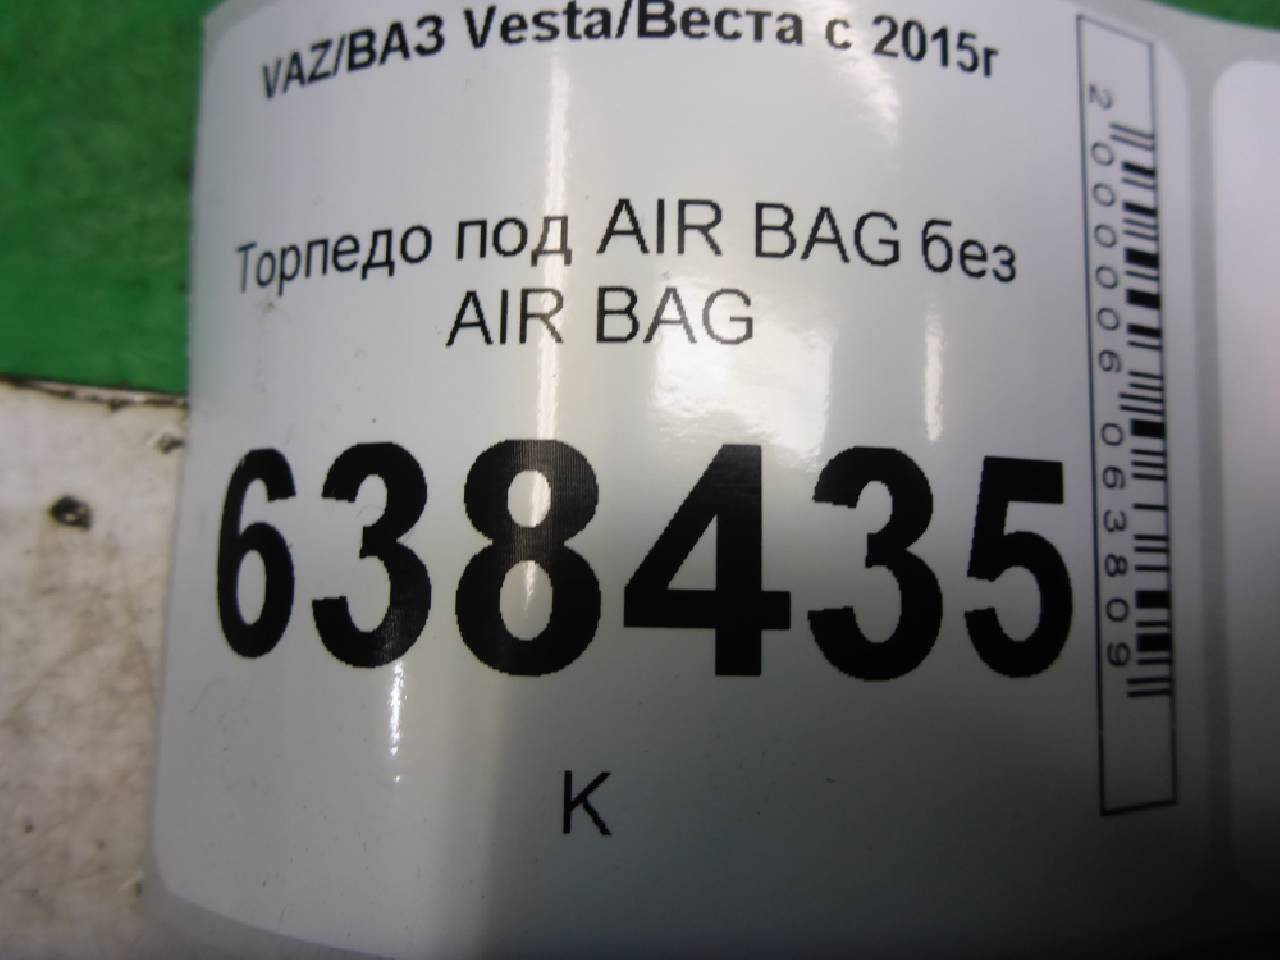 VAZ/ВАЗ Vesta/Веста с 2015г
Торпедо под AIR BAG без
AIR BAG
638435
К
2000006063809